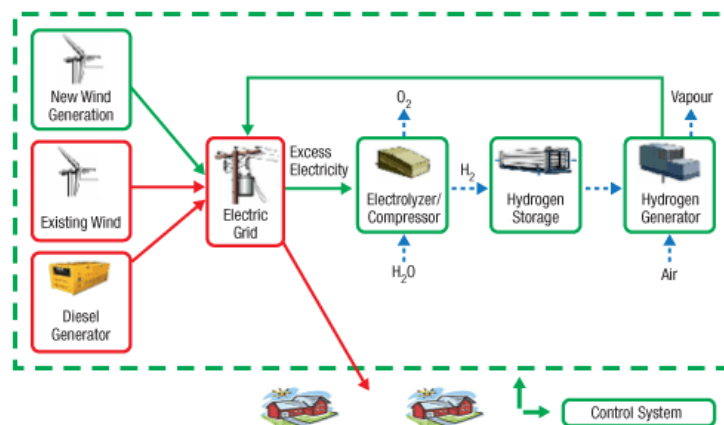 New Wind
Generation
Existing Wind
Diesel
Generator
Electric
Grid
Excess
Electricity
O₂
Electrolyzer/
Compressor
H₂O
H₂
Hydrogen
Storage
Vapour
Hydrogen
Generator
Air
Control System